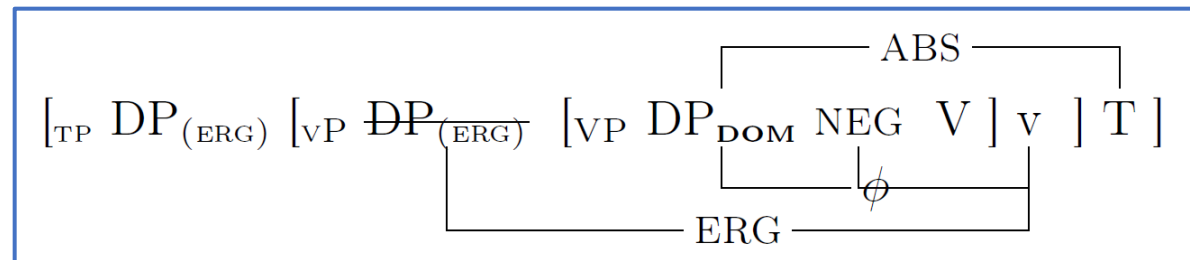 ABS
[TP DP(ERG) [vP DP(ERG) [VP DPDOM NEG V ] v ] T ]
ϕ
ERG